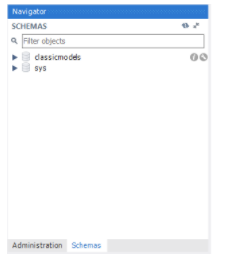 Navigator
SCHEMAS
Filter objects
classicmodels
sys
Administration Schemas